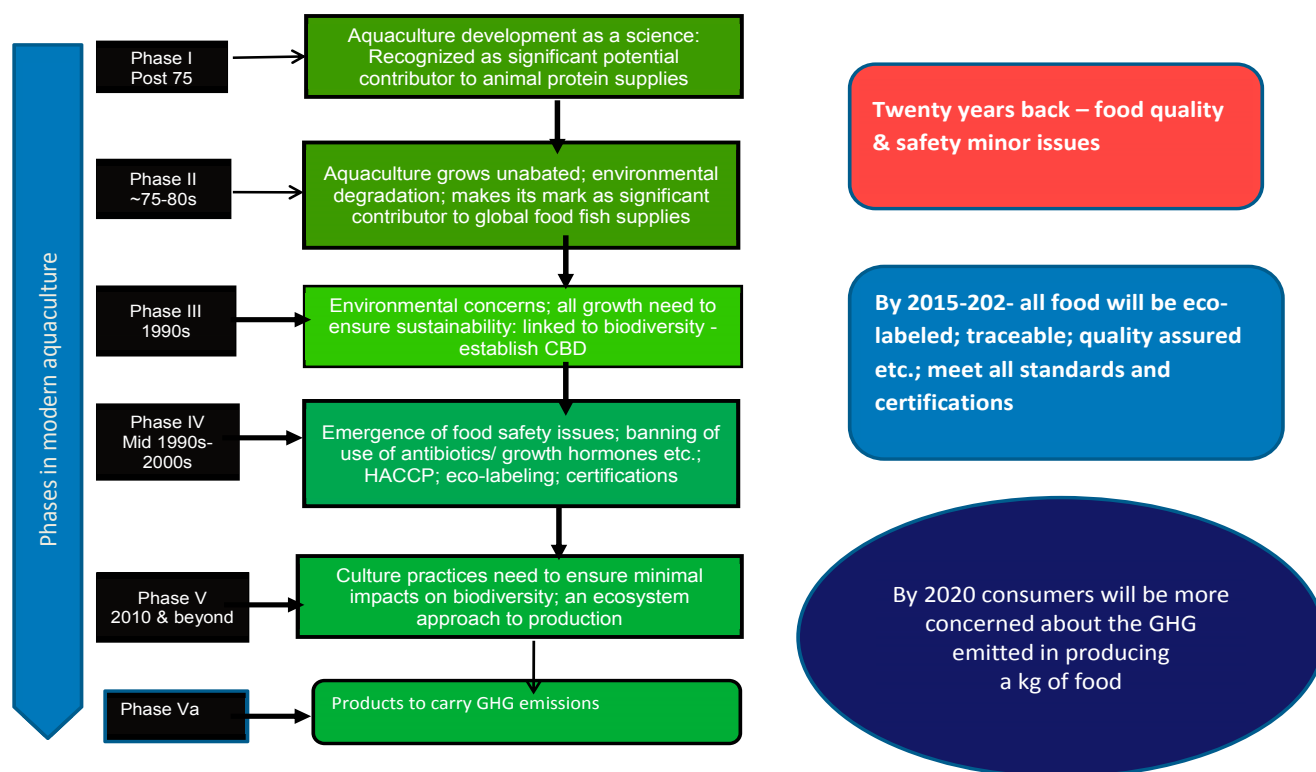 Phases in modern aquaculture
Phase I
Post 75
Aquaculture development as a science:
Recognized as significant potential
contributor to animal protein supplies
Phase II
~75-80s
Aquaculture grows unabated; environmental
degradation; makes its mark as significant
contributor to global food fish supplies
Phase III
1990s
Environmental concerns; all growth need to
ensure sustainability: linked to biodiversity -
establish CBD
Phase IV
Mid 1990s-
2000s
Emergence of food safety issues; banning of
use of antibiotics/ growth hormones etc.;
HACCP; eco-labeling; certifications
Phase V
2010 & beyond
Culture practices need to ensure minimal
impacts on biodiversity; an ecosystem
approach to production
Phase Va
Products to carry GHG emissions
Twenty years back – food quality
& safety minor issues
By 2015-202- all food will be eco-
labeled; traceable; quality assured
etc.; meet all standards and
certifications
By 2020 consumers will be more
concerned about the GHG
emitted in producing
a kg of food